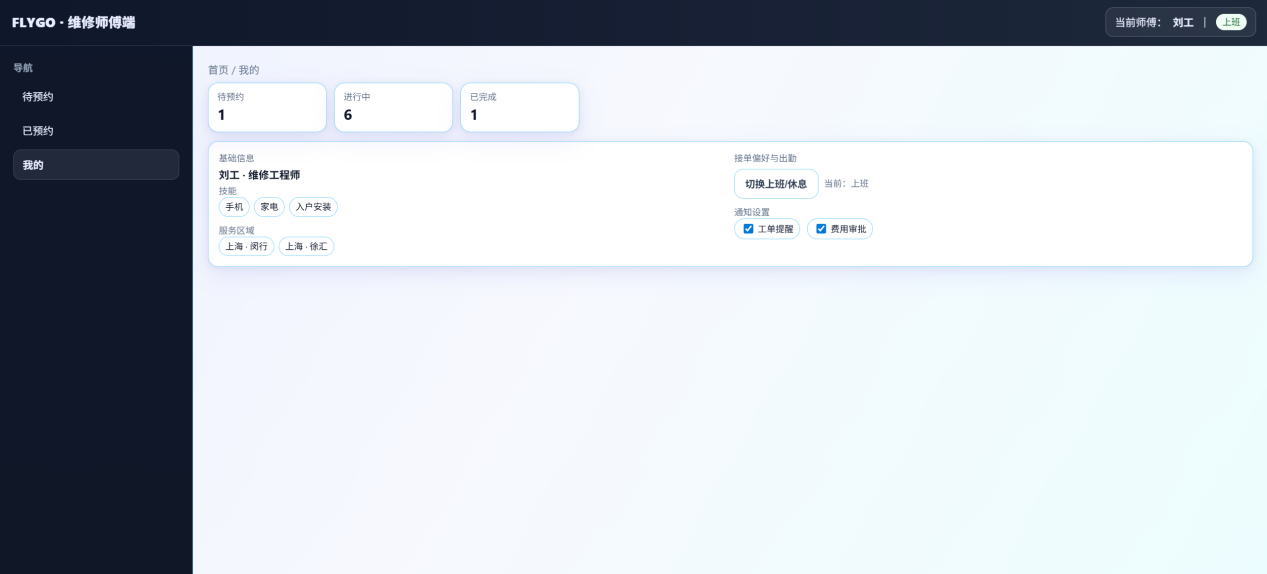 FLYGO · 维修师傅端
当前师傅： 刘工 | 上班
导航
待预约
已预约
我的
首页 / 我的
待预约
1
进行中
6
已完成
1
基础信息
刘工 · 维修工程师
技能
手机 家电 入户安装
服务区域
上海 · 闵行 上海 · 徐汇
接单偏好与出勤
切换上班/休息 当前：上班
通知设置
工单提醒 费用审批